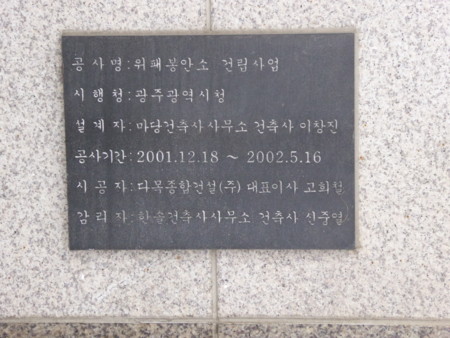 공사명:위패봉안소 건립사업
시행청:광주광역시청
설계자:마당건축사사무소 건축사 이창진
공사기간:2001.12.18 ~ 2002.5.16
시공자:다목종합건설(주) 대표이사 고희철
감리자:한솔건축사사무소 건축사 신중열